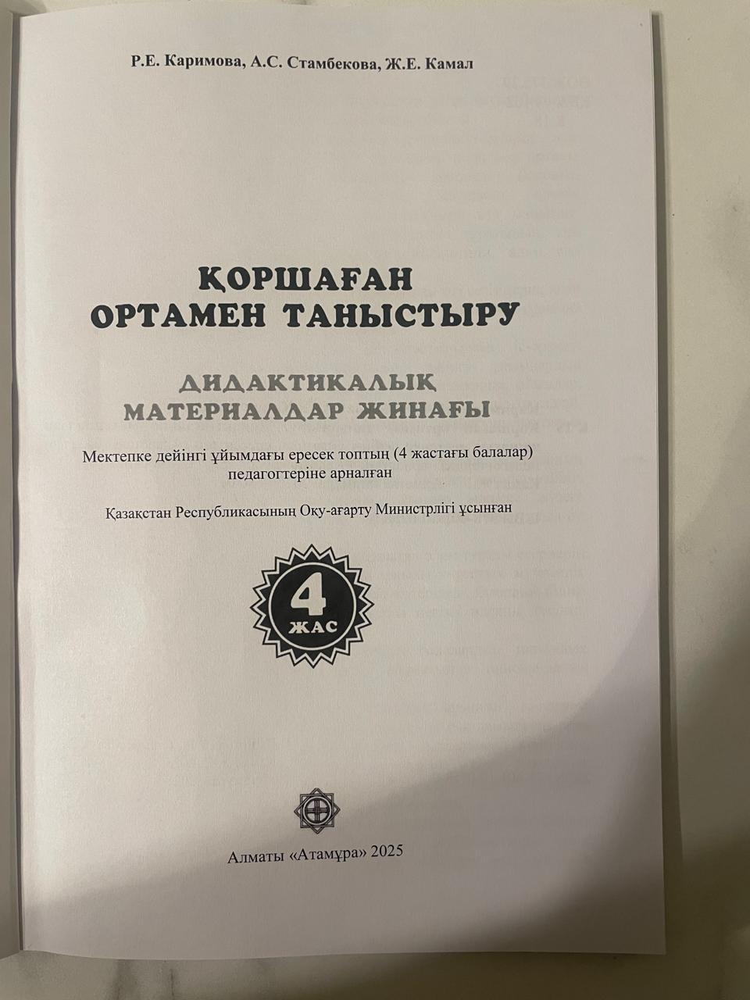 Р.Е. Каримова, А.С. Стамбекова, Ж.Е. Камал
ҚОРШАҒАН
ОРТАМЕН ТАНЫСТЫРУ
ДИДАКТИКАЛЫҚ
МАТЕРИАЛДАР ЖИНАҒЫ
Мектепке дейінгі ұйымдағы ересек топтың (4 жастағы балалар)
педагогтеріне арналған
Қазақстан Республикасының Оқу-ағарту Министрлігі ұсынған
4
ЖАС
Алматы «Атамұра» 2025